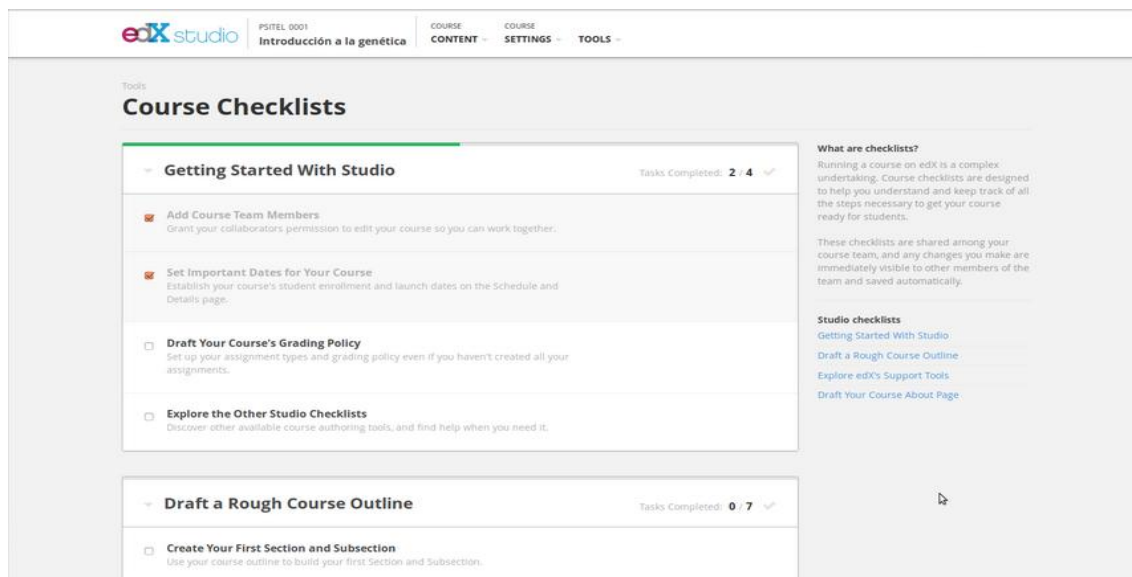 edX studio
PSITEL 0001
Introducción a la genética
COURSE
CONTENT
COURSE
SETTINGS
TOOLS
Tools
Course Checklists
Getting Started With Studio
Tasks Completed: 2 / 4
Add Course Team Members
Grant your collaborators permission to edit your course so you can work together.
Set Important Dates for Your Course
Establish your course's student enrollment and launch dates on the Schedule and
Details page.
Draft Your Course's Grading Policy
Set up your assignment types and grading policy even if you haven't created all your
assignments.
Explore the Other Studio Checklists
Discover other available course authoring tools, and find help when you need it.
Draft a Rough Course Outline
Tasks Completed: 0 / 7
Create Your First Section and Subsection
Use your course outline to build your first Section and Subsection.
What are checklists?
Running a course on edX is a complex
undertaking. Course checklists are designed
to help you understand and keep track of all
the steps necessary to get your course
ready for students.
These checklists are shared among your
course team, and any changes you make are
immediately visible to other members of the
team and saved automatically.
Studio checklists
Getting Started With Studio
Draft a Rough Course Outline
Explore edX's Support Tools
Draft Your Course About Page